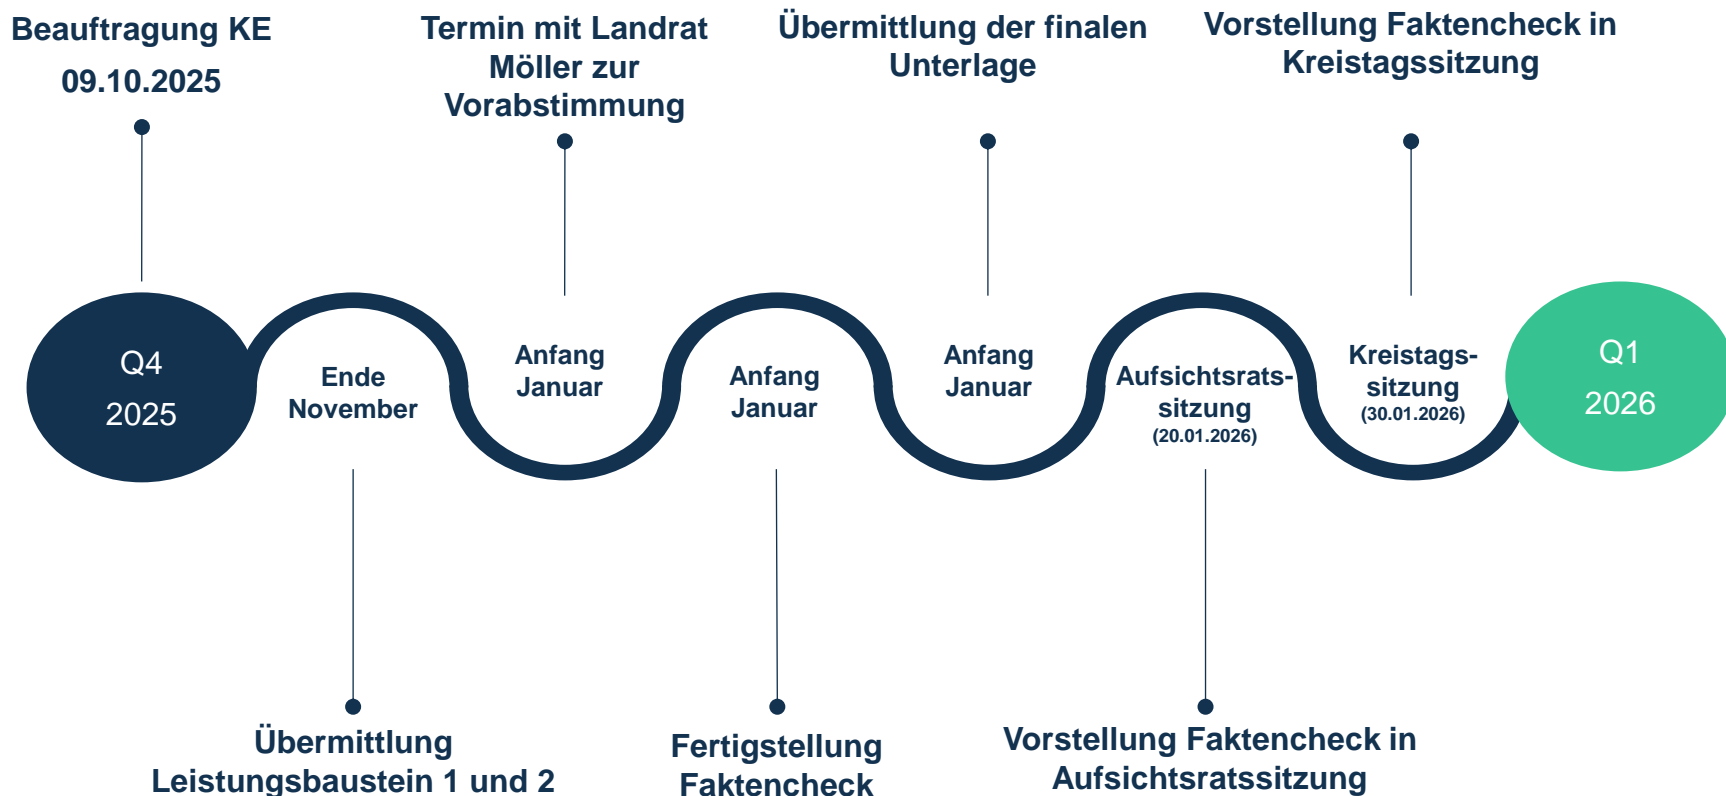 Beauftragung KE
09.10.2025
Termin mit Landrat
Möller zur
Vorabstimmung
Übermittlung der finalen
Unterlage
Vorstellung Faktencheck in
Kreistagssitzung
Q4
2025
Ende
November
Anfang
Januar
Anfang
Januar
Anfang
Januar
Aufsichtsrats-
sitzung
(20.01.2026)
Kreistags-
sitzung
(30.01.2026)
Q1
2026
Übermittlung
Leistungsbaustein 1 und 2
Fertigstellung
Faktencheck
Vorstellung Faktencheck in
Aufsichtsratssitzung